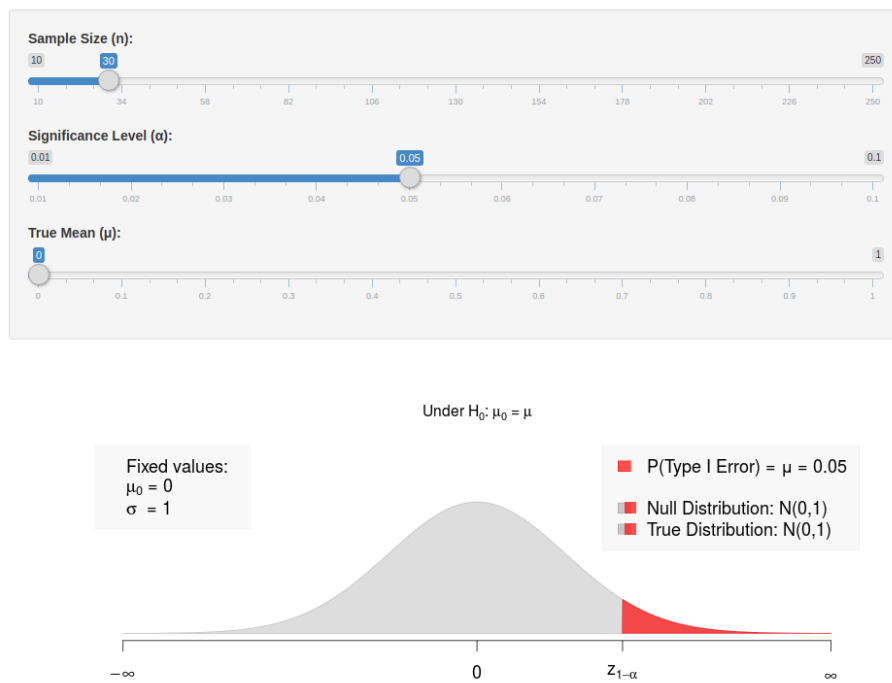 Sample Size (n):
10 30 250
10 34 58 82 106 130 154 178 202 226 250
Significance Level (α):
0.01 0.05 0.1
0.01 0.02 0.03 0.04 0.05 0.06 0.07 0.08 0.09 0.1
True Mean (μ):
0 1
0 0.1 0.2 0.3 0.4 0.5 0.6 0.7 0.8 0.9 1
Under H₀: μ₀ = μ
Fixed values:
μ₀ = 0
σ = 1
P(Type I Error) = μ = 0.05
Null Distribution: N(0,1)
True Distribution: N(0,1)
−∞ 0 z₁₋α ∞